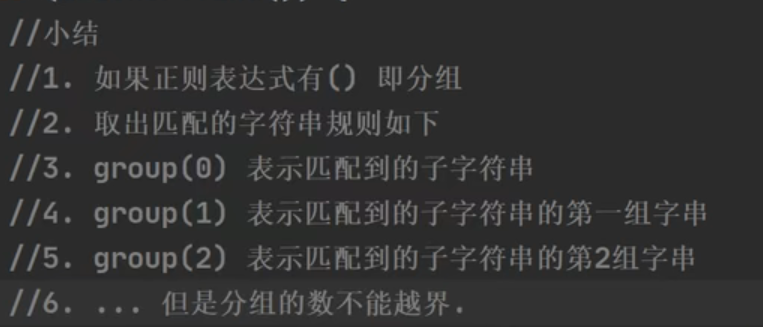 //小结
//1. 如果正则表达式有() 即分组
//2. 取出匹配的字符串规则如下
//3. group(0) 表示匹配到的子字符串
//4. group(1) 表示匹配到的子字符串的第一组字串
//5. group(2) 表示匹配到的子字符串的第2组字串
//6. ... 但是分组的数不能越界.